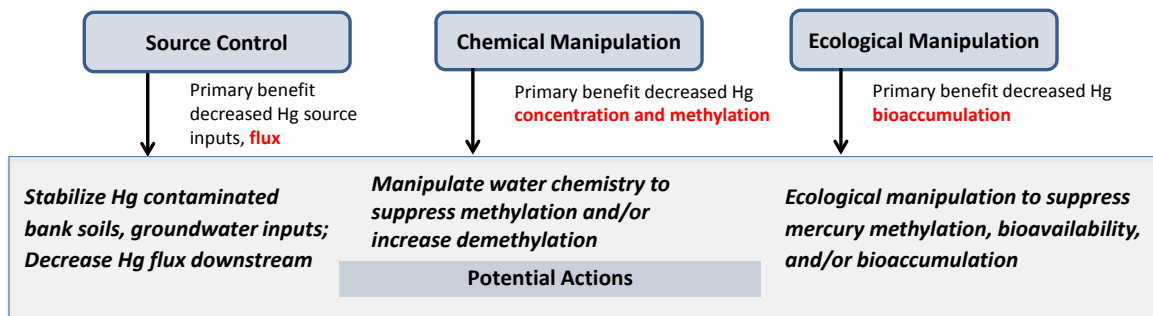 Source Control
Chemical Manipulation
Ecological Manipulation
Primary benefit
decreased Hg source
inputs, flux
Primary benefit decreased Hg
concentration and methylation
Primary benefit decreased Hg
bioaccumulation
Stabilize Hg contaminated
bank soils, groundwater inputs;
Decrease Hg flux downstream
Manipulate water chemistry to
suppress methylation and/or
increase demethylation
Ecological manipulation to suppress
mercury methylation, bioavailability,
and/or bioaccumulation
Potential Actions